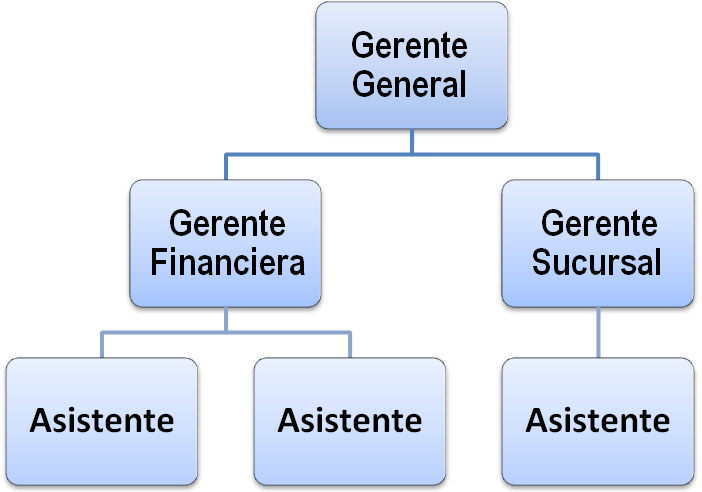 Gerente
General
Gerente
Financiera
Gerente
Sucursal
Asistente
Asistente
Asistente